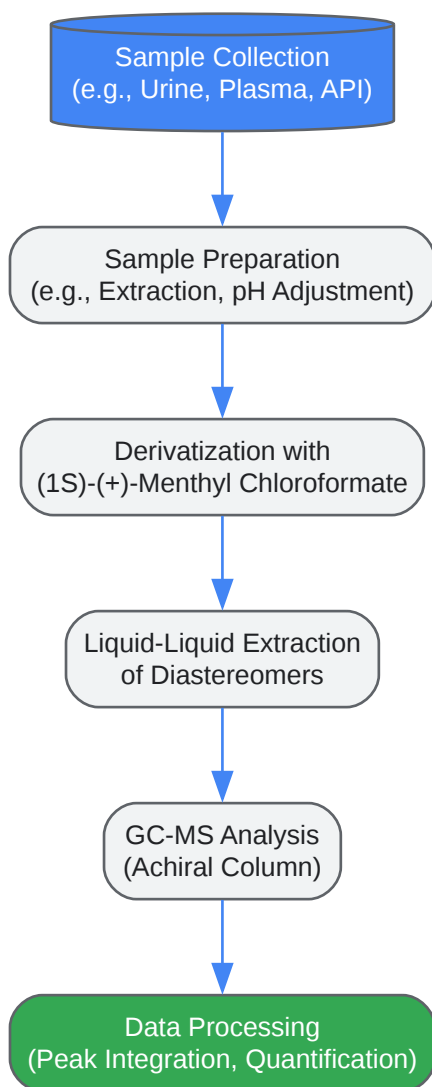 Sample Collection
(e.g., Urine, Plasma, API)
Sample Preparation
(e.g., Extraction, pH Adjustment)
Derivatization with
(1S)-(+)-Menthyl Chloroformate
Liquid-Liquid Extraction
of Diastereomers
GC-MS Analysis
(Achiral Column)
Data Processing
(Peak Integration, Quantification)